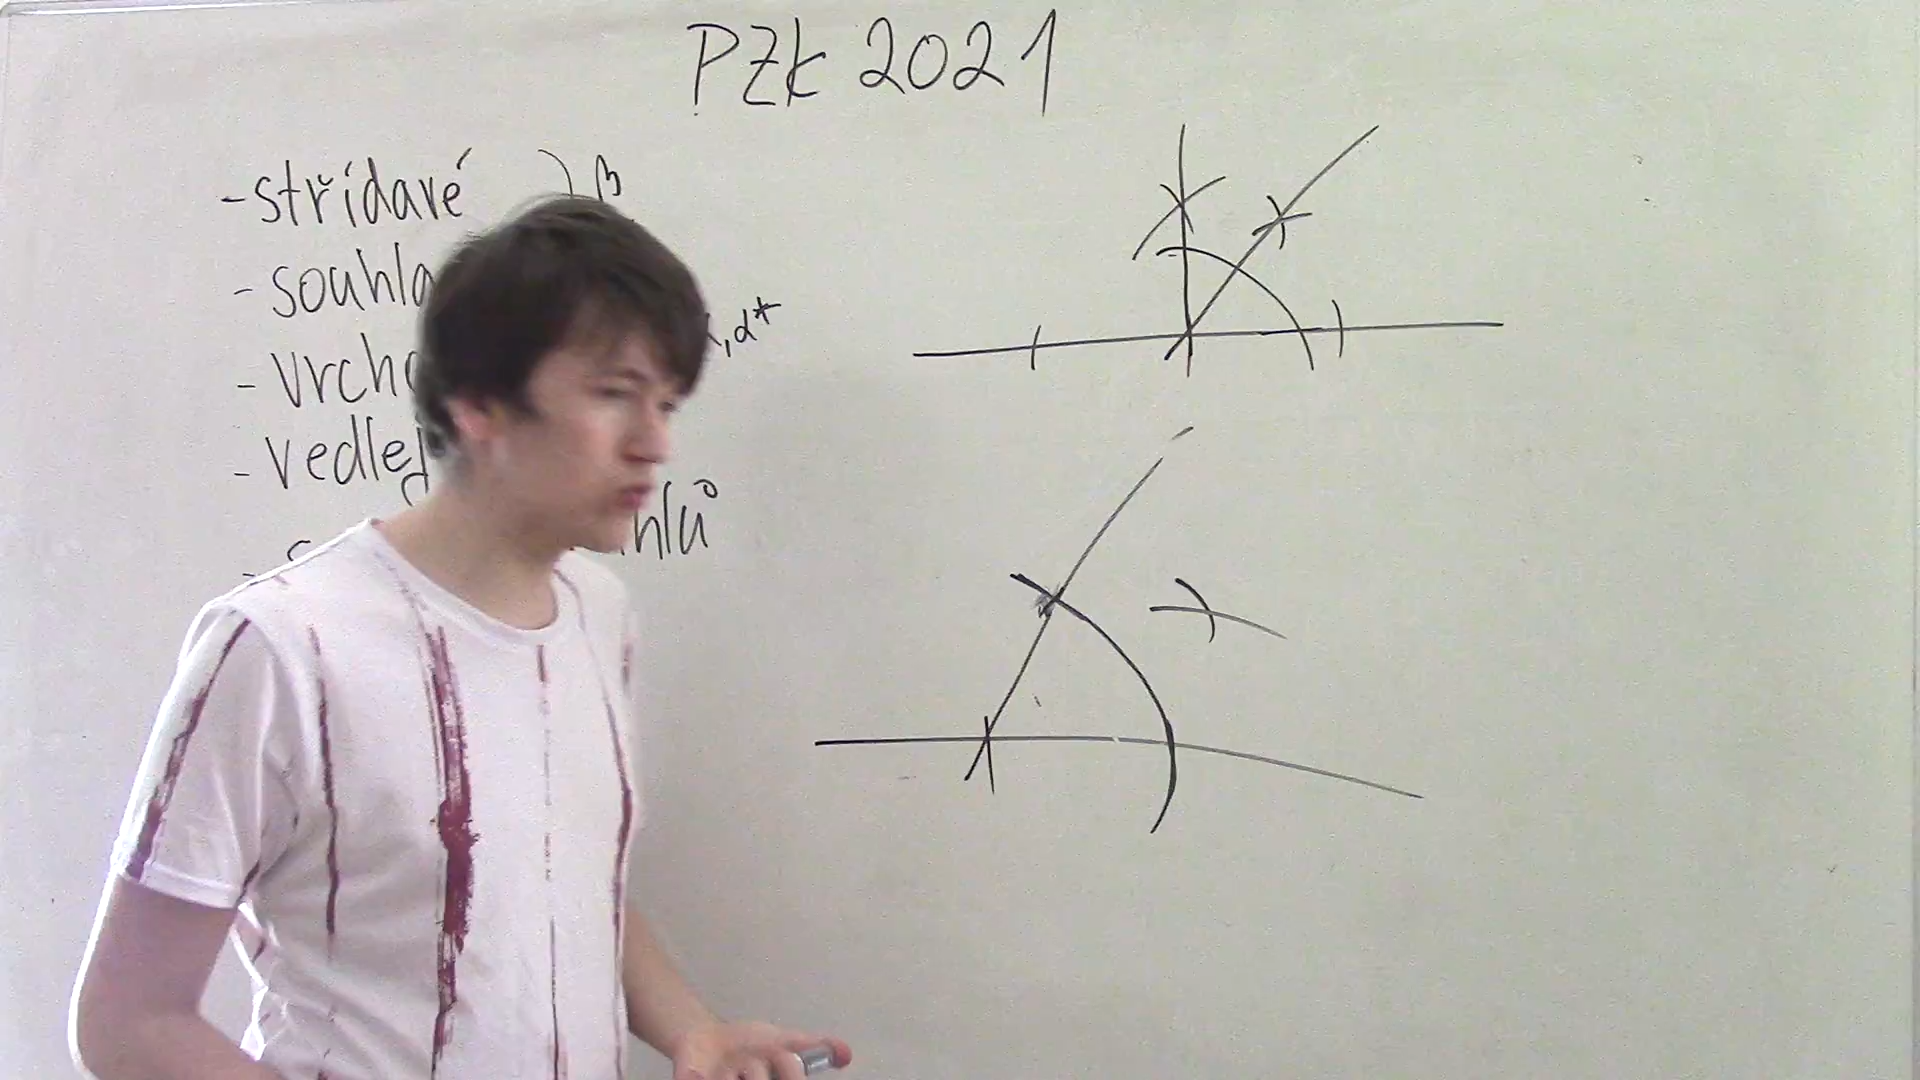 PZK 2021
-střídavé β
-souhla
-vrcho α, α*
-vedlej
- hlů